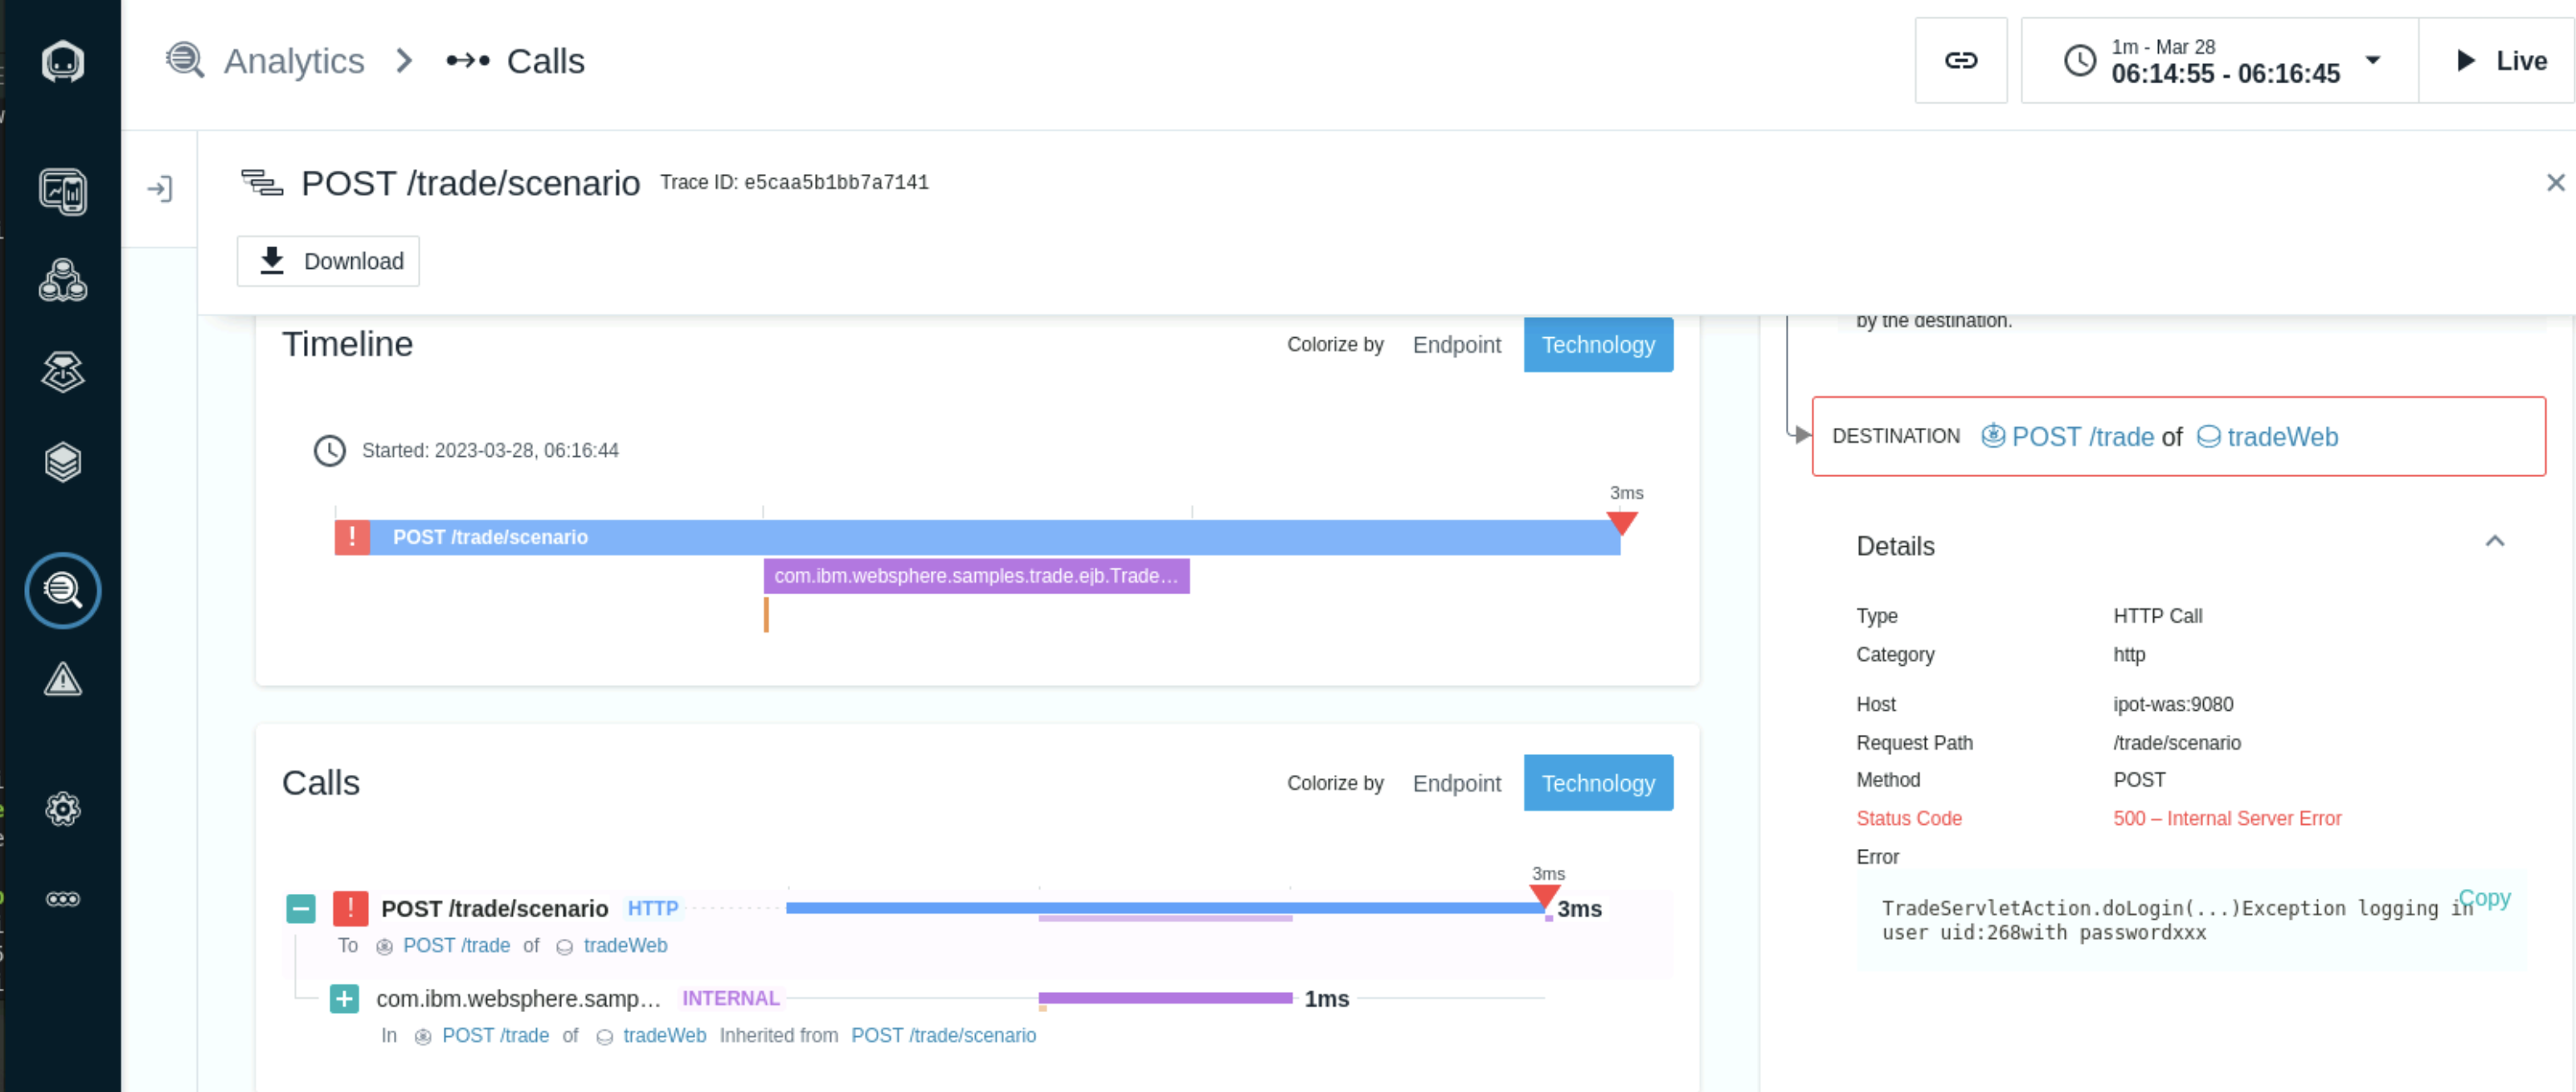 Analytics > Calls
1m - Mar 28
06:14:55 - 06:16:45
Live
POST /trade/scenario Trace ID: e5caa5b1bb7a7141
Download
Timeline
Colorize by Endpoint Technology
Started: 2023-03-28, 06:16:44
3ms
POST /trade/scenario
com.ibm.websphere.samples.trade.ejb.Trade...
Calls
Colorize by Endpoint Technology
3ms
POST /trade/scenario HTTP 3ms
To POST /trade of tradeWeb
com.ibm.websphere.samp... INTERNAL 1ms
In POST /trade of tradeWeb Inherited from POST /trade/scenario
by the destination.
DESTINATION POST /trade of tradeWeb
Details
Type HTTP Call
Category http
Host ipot-was:9080
Request Path /trade/scenario
Method POST
Status Code 500 – Internal Server Error
Error
Copy
TradeServletAction.doLogin(...)Exception logging in
user uid:268with passwordxxx